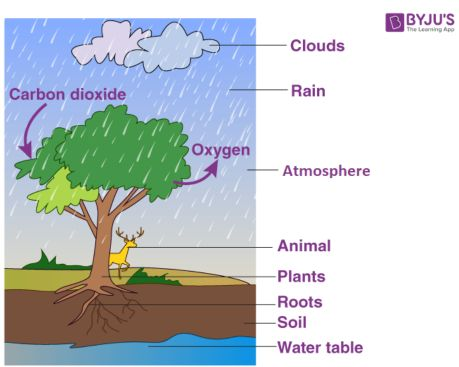 BYJU'S
The Learning App
Clouds
Rain
Carbon dioxide
Oxygen
Atmosphere
Animal
Plants
Roots
Soil
Water table